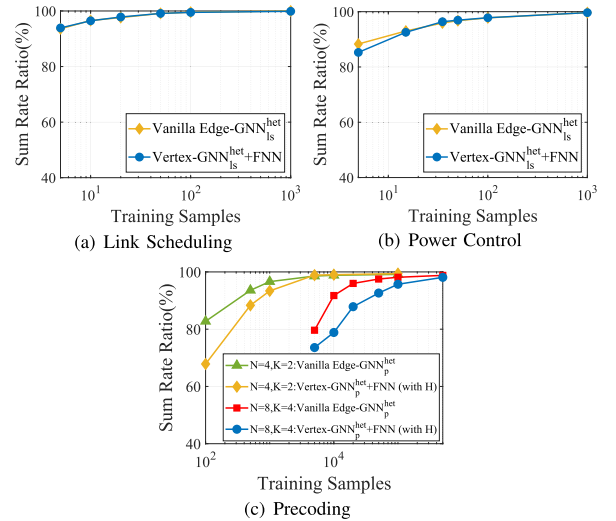 100
80
60
40
Sum Rate Ratio(%)
Vanilla Edge-GNN^het_ls
Vertex-GNN^het_ls+FNN
10^1 10^2 10^3
Training Samples
(a) Link Scheduling
100
80
60
40
Sum Rate Ratio(%)
Vanilla Edge-GNN^het_ls
Vertex-GNN^het_ls+FNN
10^1 10^2 10^3
Training Samples
(b) Power Control
100
80
60
40
Sum Rate Ratio(%)
N=4,K=2:Vanilla Edge-GNN^het_p
N=4,K=2:Vertex-GNN^het_p+FNN (with H)
N=8,K=4:Vanilla Edge-GNN^het_p
N=8,K=4:Vertex-GNN^het_p+FNN (with H)
10^2 10^4
Training Samples
(c) Precoding